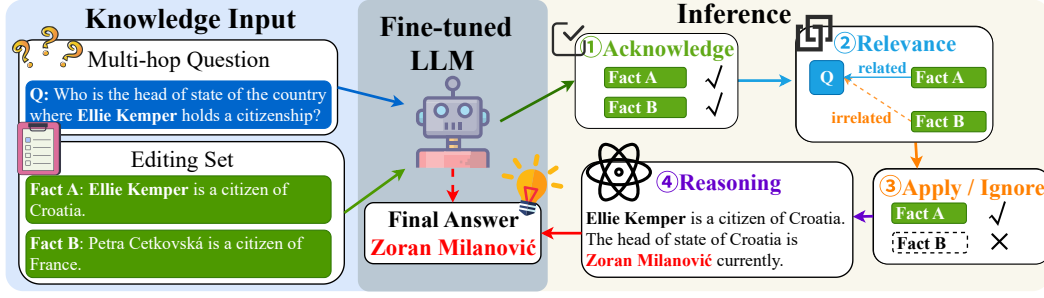 Knowledge Input
Multi-hop Question
Q: Who is the head of state of the country
where Ellie Kemper holds a citizenship?
Editing Set
Fact A: Ellie Kemper is a citizen of
Croatia.
Fact B: Petra Cetkovská is a citizen of
France.
Fine-tuned
LLM
Final Answer
Zoran Milanović
Inference
①Acknowledge
Fact A
Fact B
②Relevance
Q
related
Fact A
irrelated
Fact B
③Apply / Ignore
Fact A
Fact B
④Reasoning
Ellie Kemper is a citizen of Croatia.
The head of state of Croatia is
Zoran Milanović currently.